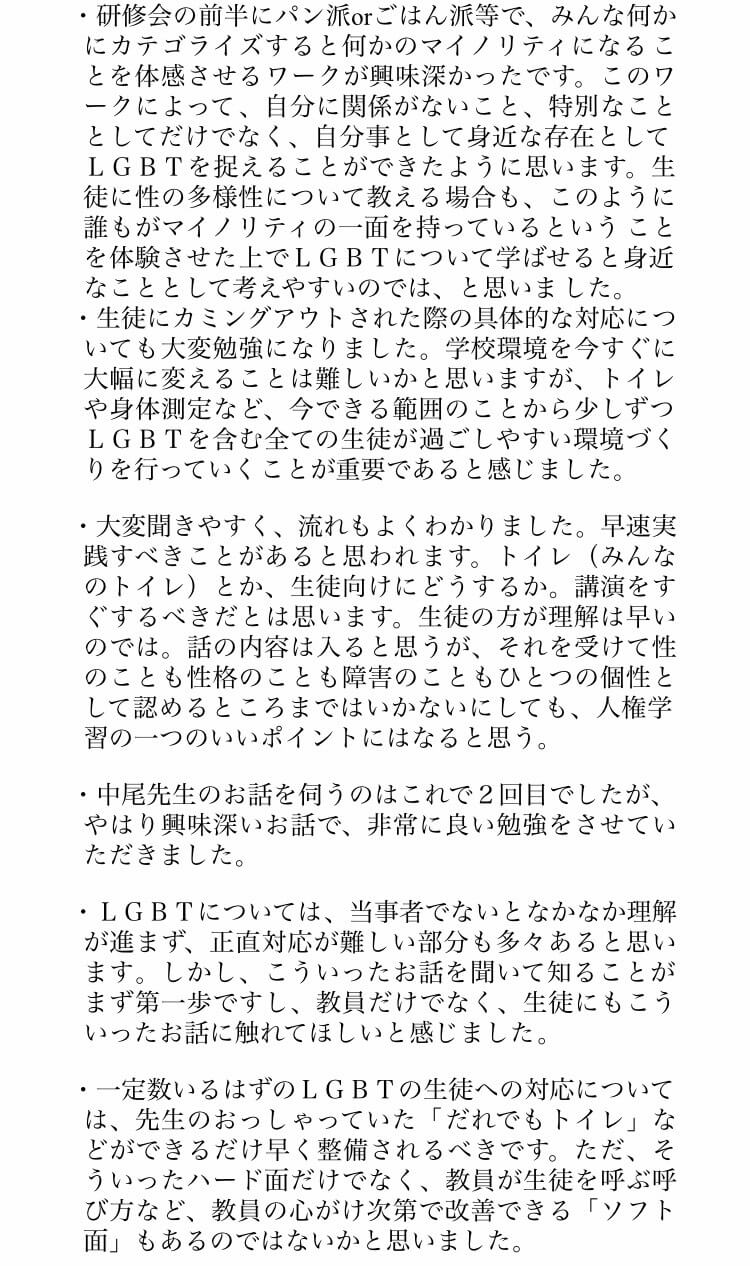 ・研修会の前半にパン派orごはん派等で、みんな何か
にカテゴライズすると何かのマイノリティになるこ
とを体感させるワークが興味深かったです。このワ
ークによって、自分に関係がないこと、特別なこと
としてだけでなく、自分事として身近な存在として
ＬＧＢＴを捉えることができたように思います。生
徒に性の多様性について教える場合も、このように
誰もがマイノリティの一面を持っているということ
を体験させた上でＬＧＢＴについて学ばせると身近
なこととして考えやすいのでは、と思いました。
・生徒にカミングアウトされた際の具体的な対応につ
いても大変勉強になりました。学校環境を今すぐに
大幅に変えることは難しいかと思いますが、トイレ
や身体測定など、今できる範囲のことから少しずつ
ＬＧＢＴを含む全ての生徒が過ごしやすい環境づく
りを行っていくことが重要であると感じました。
・大変聞きやすく、流れもよくわかりました。早速実
践すべきことがあると思われます。トイレ（みんな
のトイレ）とか、生徒向けにどうするか。講演をす
ぐするべきだとは思います。生徒の方が理解は早い
のでは。話の内容は入ると思うが、それを受けて性
のことも性格のことも障害のこともひとつの個性と
して認めるところまではいかないにしても、人権学
習の一つのいいポイントにはなると思う。
・中尾先生のお話を伺うのはこれで２回目でしたが、
やはり興味深いお話で、非常に良い勉強をさせてい
ただきました。
・ＬＧＢＴについては、当事者でないとなかなか理解
が進まず、正直対応が難しい部分も多々あると思い
ます。しかし、こういったお話を聞いて知ることが
まず第一歩ですし、教員だけでなく、生徒にもこう
いったお話に触れてほしいと感じました。
・一定数いるはずのＬＧＢＴの生徒への対応について
は、先生のおっしゃっていた「だれでもトイレ」な
どができるだけ早く整備されるべきです。ただ、そ
ういったハード面だけでなく、教員が生徒を呼ぶ呼
び方など、教員の心がけ次第で改善できる「ソフト
面」もあるのではないかと思いました。